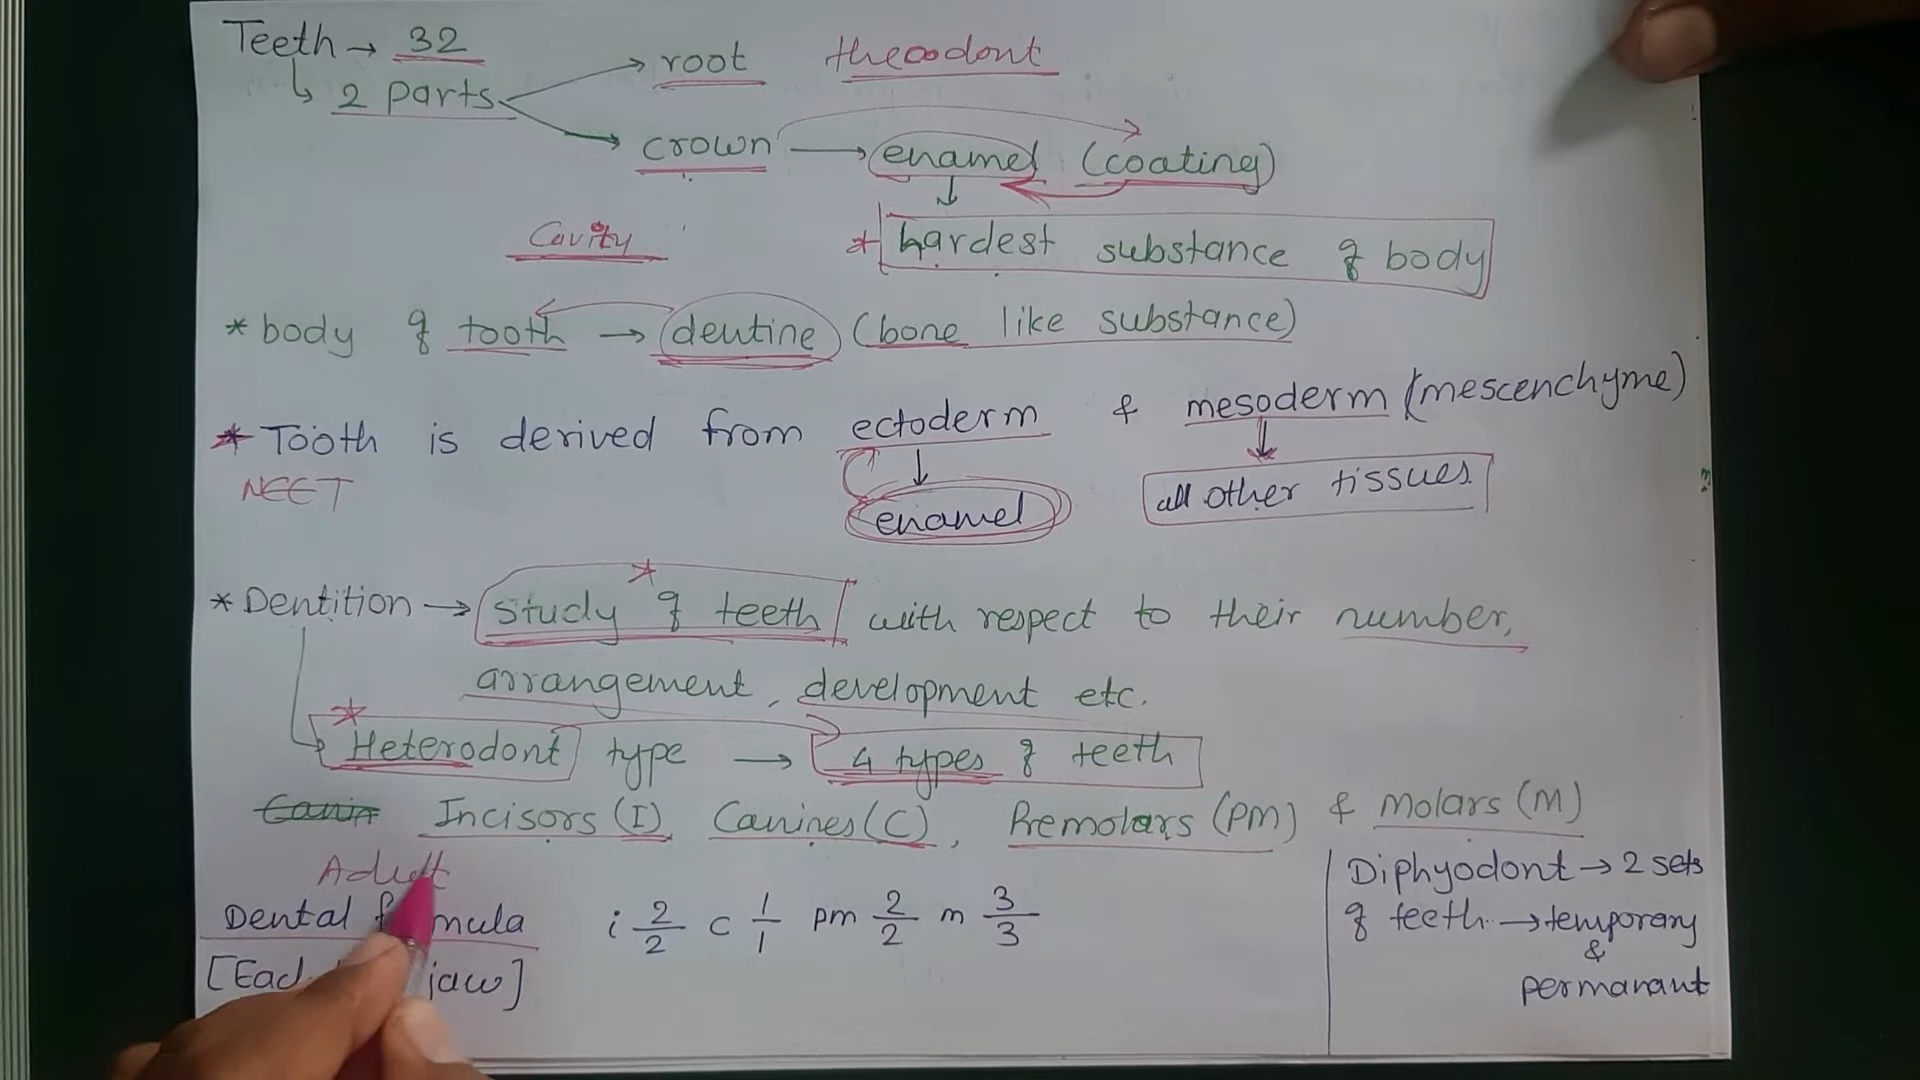 Teeth → 32
↳ 2 parts
root
thecodont
crown → enamel (coating)
Cavity
* hardest substance of body
* body of tooth → dentine (bone like substance)
* Tooth is derived from ectoderm & mesoderm (mescenchyme)
NEET
enamel
all other tissues
* Dentition → study of teeth with respect to their number,
arrangement, development etc.
* Heterodont type → 4 types of teeth
Incisors (I), Canines (C), Premolars (PM) & Molars (M)
Adult
Dental i 2/2 c 1/1 pm 2/2 m 3/3
jaw]
Diphyodont → 2 sets
of teeth → temporary
&
permanant